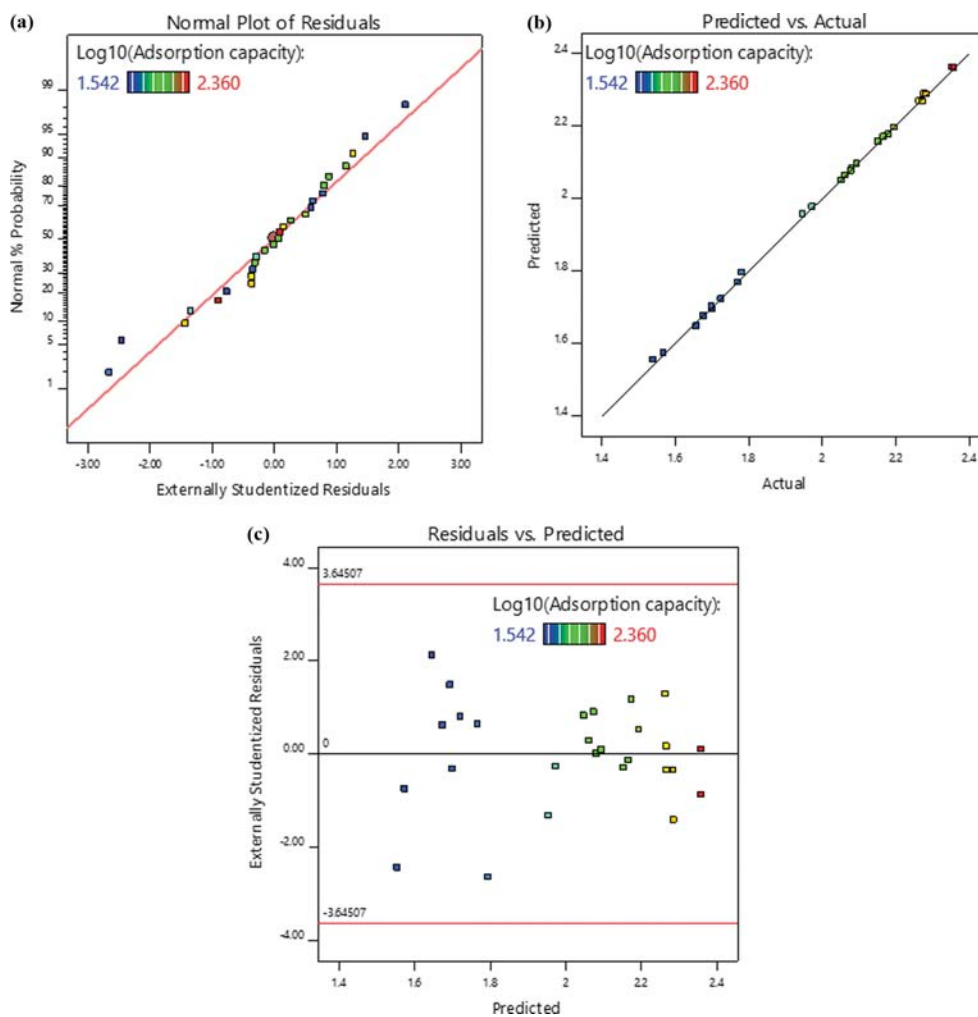 (a)
Normal Plot of Residuals
Log10(Adsorption capacity):
1.542 2.360
Normal % Probability
99
95
90
80
70
50
30
20
10
5
1
-3.00 -2.00 -1.00 0.00 1.00 2.00 3.00
Externally Studentized Residuals
(b)
Predicted vs. Actual
Log10(Adsorption capacity):
1.542 2.360
Predicted
2.4
2.2
2
1.8
1.6
1.4
1.4 1.6 1.8 2 2.2 2.4
Actual
(c)
Residuals vs. Predicted
Log10(Adsorption capacity):
1.542 2.360
Externally Studentized Residuals
4.00
3.64507
2.00
0
0.00
-2.00
-3.64507
-4.00
1.4 1.6 1.8 2 2.2 2.4
Predicted